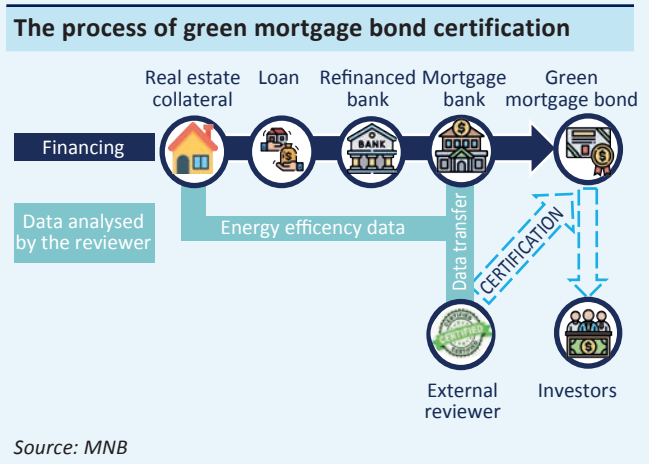 The process of green mortgage bond certification
Real estate
collateral
Loan
Refinanced
bank
Mortgage
bank
Green
mortgage bond
Financing
BANK
Data analysed
by the reviewer
Energy efficency data
Data transfer
CERTIFICATION
CERTIFIED
External
reviewer
Investors
Source: MNB